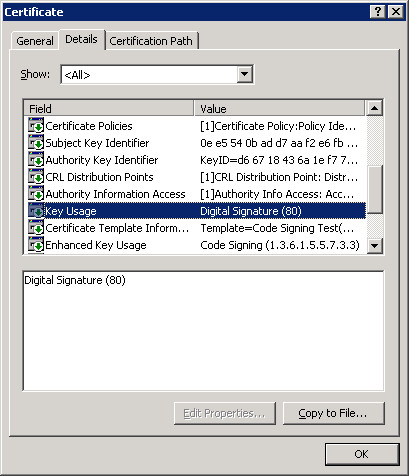 Certificate
General Details Certification Path
Show: <All>
Field Value
Certificate Policies [1]Certificate Policy:Policy Ide...
Subject Key Identifier 0e e5 54 0b ad d7 aa f2 e6 fb ...
Authority Key Identifier KeyID=d6 67 18 43 6a 1e f7 7...
CRL Distribution Points [1]CRL Distribution Point: Distr...
Authority Information Access [1]Authority Info Access: Acc...
Key Usage Digital Signature (80)
Certificate Template Inform... Template=Code Signing Test(...
Enhanced Key Usage Code Signing (1.3.6.1.5.5.7.3.3)
Digital Signature (80)
Edit Properties... Copy to File...
OK